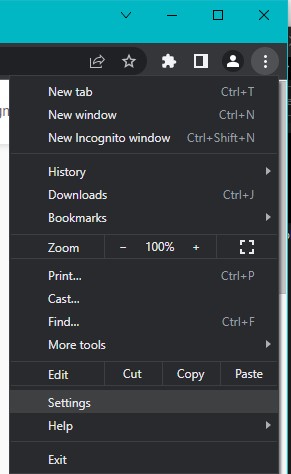 New tab Ctrl+T
New window Ctrl+N
New Incognito window Ctrl+Shift+N
History
Downloads Ctrl+J
Bookmarks
Zoom − 100% +
Print... Ctrl+P
Cast...
Find... Ctrl+F
More tools
Edit Cut Copy Paste
Settings
Help
Exit